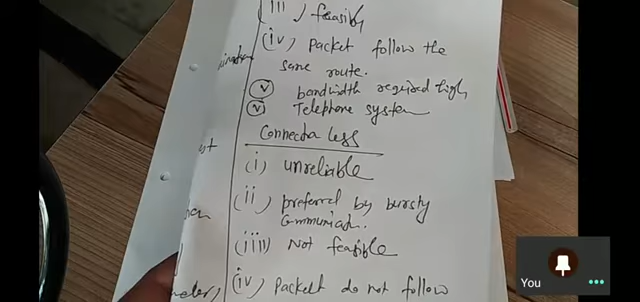 (iii) feasibly
(iv) Packet follow the
same route.
(v) bandwidth required high
(v) Telephone system
Connection less
(i) unreliable
(ii) preferred by bursty
Communication.
(iii) Not feasible
(iv) Packet do not follow
You